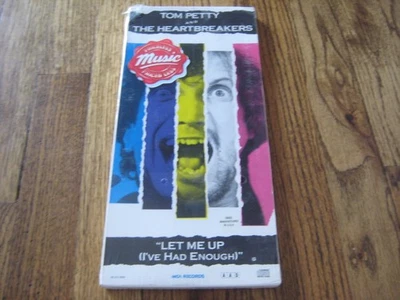 TOM PETTY
AND
THE HEARTBREAKERS
Music
"LET ME UP
(I'VE HAD ENOUGH)"
MCA RECORDS